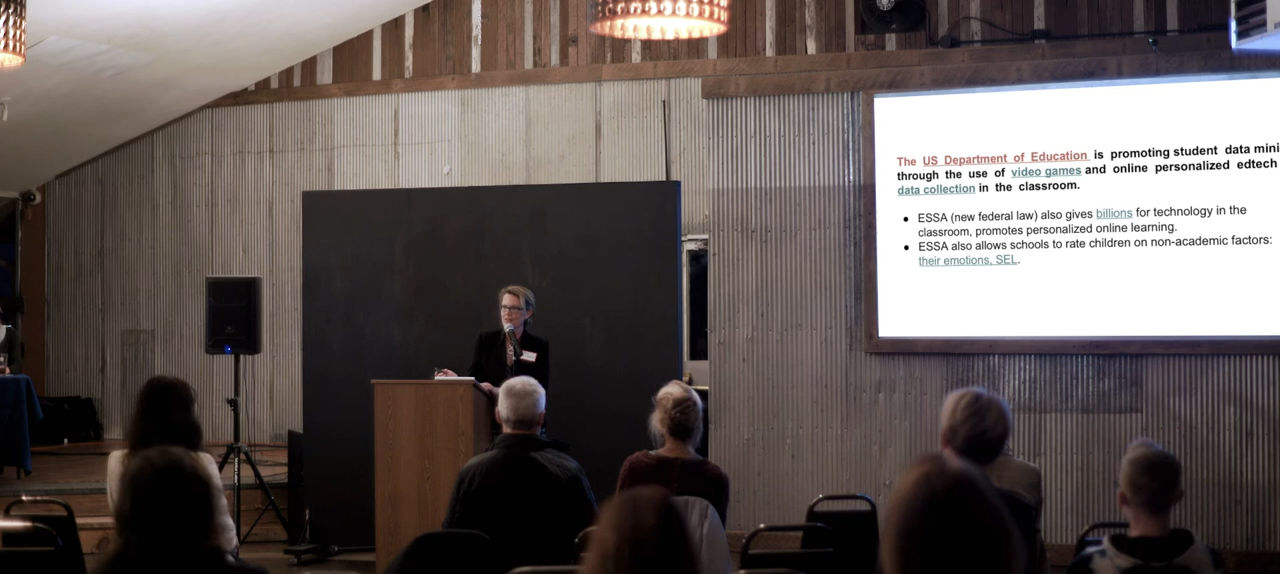 The US Department of Education is promoting student data mini
through the use of video games and online personalized edtech
data collection in the classroom.
● ESSA (new federal law) also gives billions for technology in the
classroom, promotes personalized online learning.
● ESSA also allows schools to rate children on non-academic factors:
their emotions, SEL.